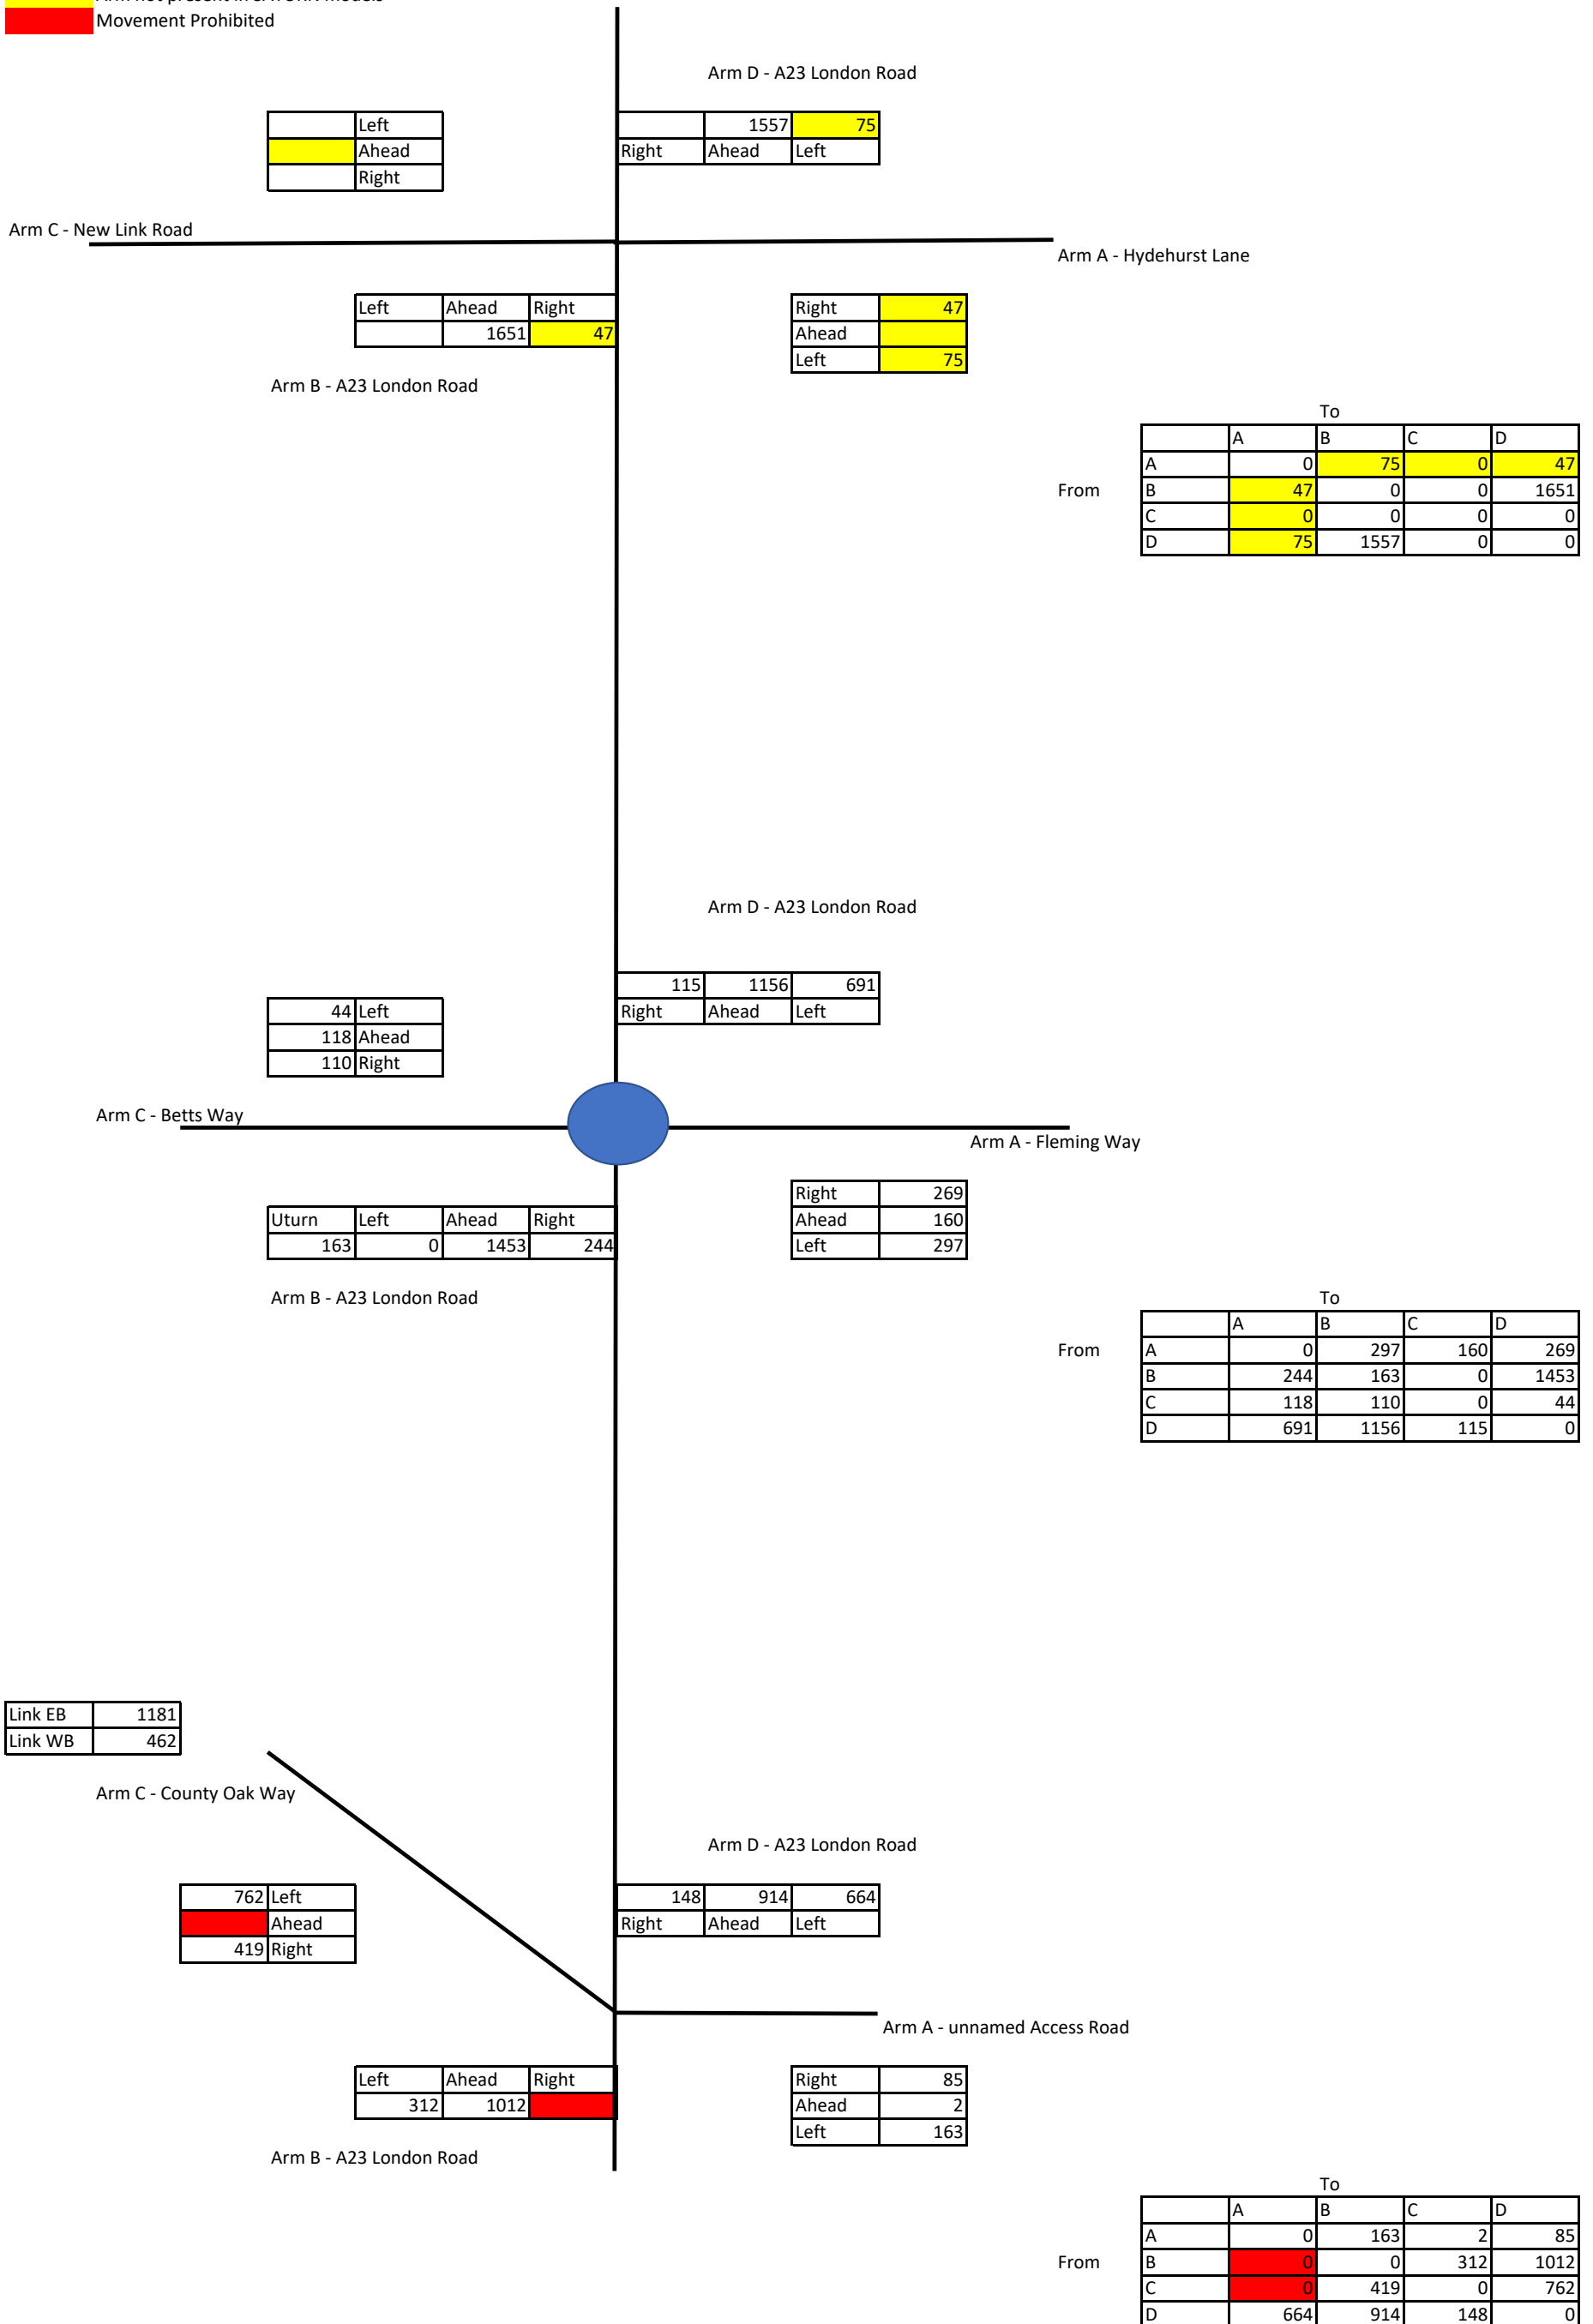 Movement Prohibited
Arm D - A23 London Road
Left
Ahead
Right
1557 75
Right Ahead Left
Arm C - New Link Road
Arm A - Hydehurst Lane
Left Ahead Right
1651 47
Right 47
Ahead
Left 75
Arm B - A23 London Road
To
A B C D
A 0 75 0 47
From B 47 0 0 1651
C 0 0 0 0
D 75 1557 0 0
Arm D - A23 London Road
115 1156 691
Right Ahead Left
44 Left
118 Ahead
110 Right
Arm C - Betts Way
Arm A - Fleming Way
Uturn Left Ahead Right
163 0 1453 244
Right 269
Ahead 160
Left 297
Arm B - A23 London Road
To
A B C D
From A 0 297 160 269
B 244 163 0 1453
C 118 110 0 44
D 691 1156 115 0
Link EB 1181
Link WB 462
Arm C - County Oak Way
Arm D - A23 London Road
762 Left
Ahead
419 Right
148 914 664
Right Ahead Left
Arm A - unnamed Access Road
Left Ahead Right
312 1012
Right 85
Ahead 2
Left 163
Arm B - A23 London Road
To
A B C D
A 0 163 2 85
From B 0 0 312 1012
C 0 419 0 762
D 664 914 148 0